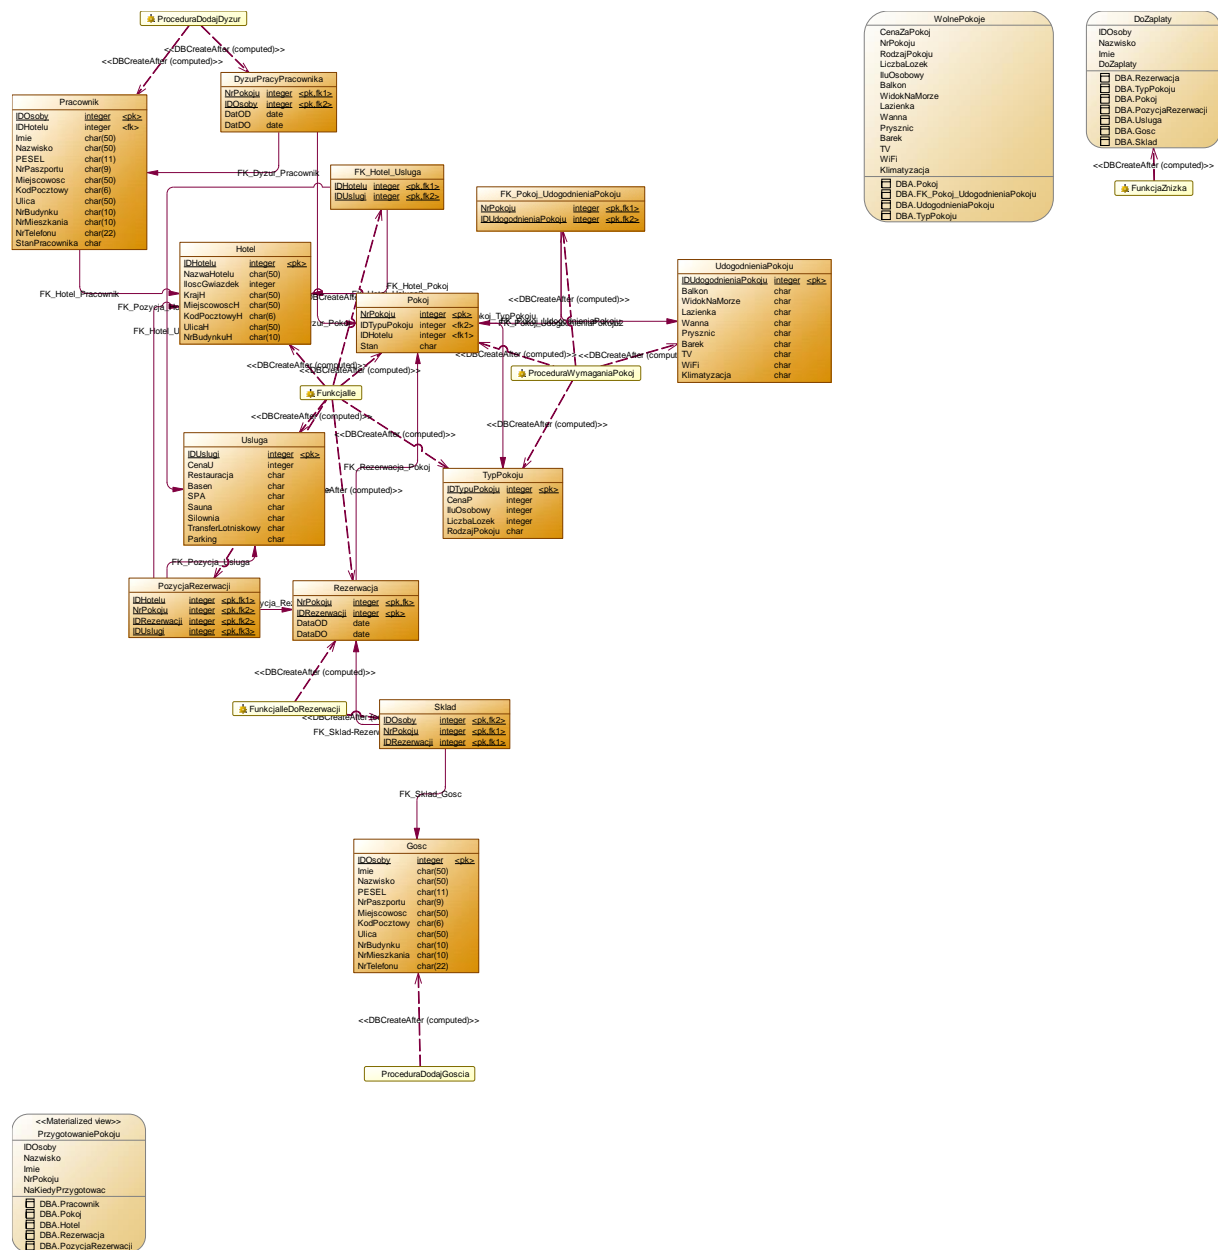 ProceduraDodajDyzur
<<DBCreateAfter (computed)>>
<<DBCreateAfter (computed)>>
DyzurPracyPracownika
NrPokoju integer <pk,fk1>
IDOsoby integer <pk,fk2>
DatOD date
DatDO date
Pracownik
IDOsoby integer <pk>
IDHotelu integer <fk>
Imie char(50)
Nazwisko char(50)
PESEL char(11)
NrPaszportu char(9)
Miejscowosc char(50)
KodPocztowy char(6)
Ulica char(50)
NrBudynku char(10)
NrMieszkania char(10)
NrTelefonu char(22)
StanPracownika char
FK_Dyzur_Pracownik
FK_Hotel_Usluga
IDHotelu integer <pk,fk1>
IDUslugi integer <pk,fk2>
FK_Pokoj_UdogodnieniaPokoju
NrPokoju integer <pk,fk1>
IDUdogodnieniaPokoju integer <pk,fk2>
Hotel
IDHotelu integer <pk>
NazwaHotelu char(50)
IloscGwiazdek integer
KrajH char(50)
MiejscowoscH char(50)
KodPocztowyH char(6)
UlicaH char(50)
NrBudynkuH char(10)
FK_Hotel_Pracownik
FK_Hotel_Pokoj
Pokoj
NrPokoju integer <pk>
IDTypuPokoju integer <fk2>
IDHotelu integer <fk1>
Stan char
<<DBCreateAfter (computed)>>
UdogodnieniaPokoju
IDUdogodnieniaPokoju integer <pk>
Balkon char
WidokNaMorze char
Lazienka char
Wanna char
Prysznic char
Barek char
TV char
WiFi char
Klimatyzacja char
ProceduraWymaganiaPokoj
FunkcjaIle
<<DBCreateAfter (computed)>>
<<DBCreateAfter (computed)>>
Usluga
IDUslugi integer <pk>
CenaU integer
Restauracja char
Basen char
SPA char
Sauna char
Silownia char
TransferLotniskowy char
Parking char
FK_Rezerwacja_Pokoj
TypPokoju
IDTypuPokoju integer <pk>
CenaP integer
IluOsobowy integer
LiczbaLozek integer
RodzajPokoju char
FK_Pozycja_Usluga
PozycjaRezerwacji
IDHotelu integer <pk,fk1>
NrPokoju integer <pk,fk2>
IDRezerwacji integer <pk,fk2>
IDUslugi integer <pk,fk3>
Rezerwacja
NrPokoju integer <pk,fk>
IDRezerwacji integer <pk>
DataOD date
DataDO date
<<DBCreateAfter (computed)>>
FunkcjaIleDoRezerwacji
Sklad
IDOsoby integer <pk,fk2>
NrPokoju integer <pk,fk1>
IDRezerwacji integer <pk,fk1>
FK_Sklad_Gosc
Gosc
IDOsoby integer <pk>
Imie char(50)
Nazwisko char(50)
PESEL char(11)
NrPaszportu char(9)
Miejscowosc char(50)
KodPocztowy char(6)
Ulica char(50)
NrBudynku char(10)
NrMieszkania char(10)
NrTelefonu char(22)
<<DBCreateAfter (computed)>>
ProceduraDodajGoscia
<<Materialized view>>
PrzygotowaniePokoju
IDOsoby
Nazwisko
Imie
NrPokoju
NaKiedyPrzygotowac
DBA.Pracownik
DBA.Pokoj
DBA.Hotel
DBA.Rezerwacja
DBA.PozycjaRezerwacji
WolnePokoje
CenaZaPokoj
NrPokoju
RodzajPokoju
LiczbaLozek
IluOsobowy
Balkon
WidokNaMorze
Lazienka
Wanna
Prysznic
Barek
TV
WiFi
Klimatyzacja
DBA.Pokoj
DBA.FK_Pokoj_UdogodnieniaPokoju
DBA.UdogodnieniaPokoju
DBA.TypPokoju
DoZaplaty
IDOsoby
Nazwisko
Imie
DoZaplaty
DBA.Rezerwacja
DBA.TypPokoju
DBA.Pokoj
DBA.PozycjaRezerwacji
DBA.Usluga
DBA.Gosc
DBA.Sklad
<<DBCreateAfter (computed)>>
FunkcjaZnizka